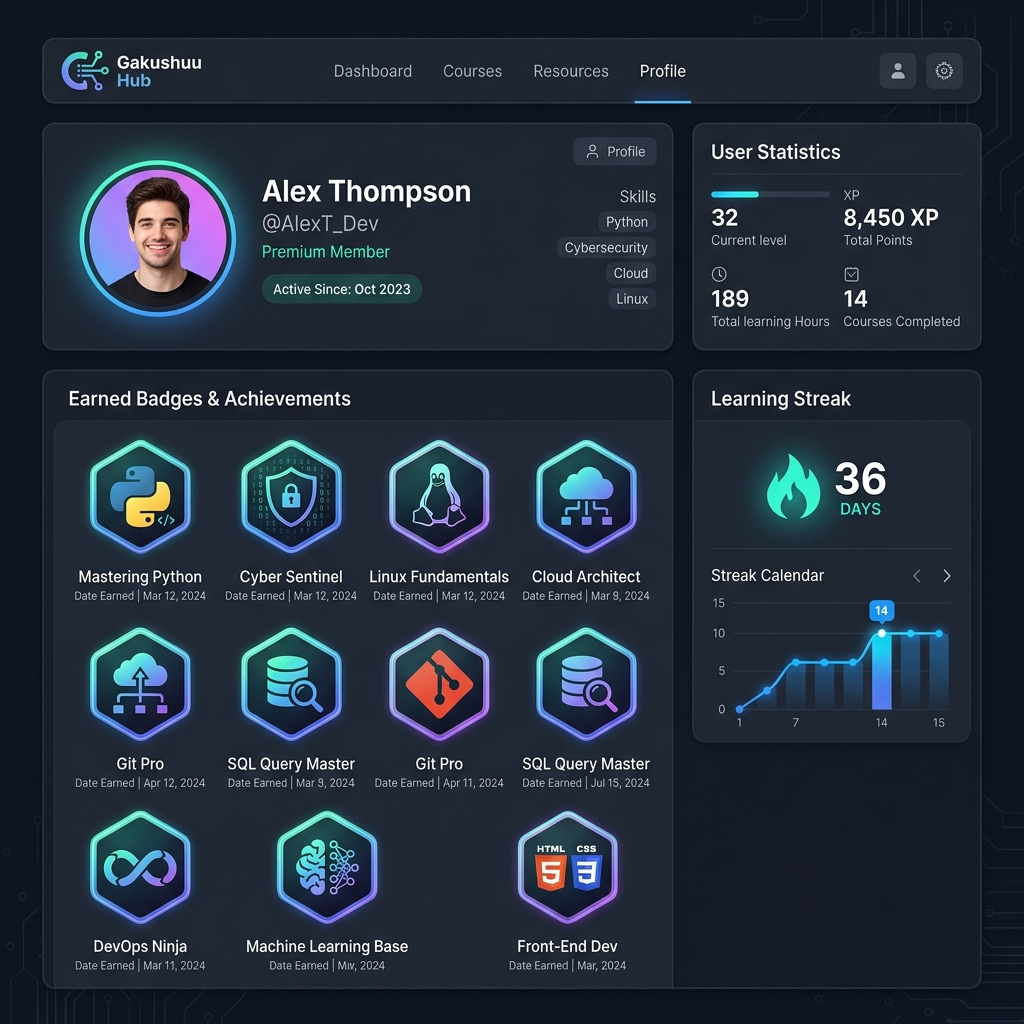 Gakushuu
Hub
Dashboard
Courses
Resources
Profile
Profile
Alex Thompson
@AlexT_Dev
Premium Member
Active Since: Oct 2023
Skills
Python
Cybersecurity
Cloud
Linux
User Statistics
32
Current level
XP
8,450 XP
Total Points
189
Total learning Hours
14
Courses Completed
Earned Badges & Achievements
</>
Mastering Python
Date Earned | Mar 12, 2024
Cyber Sentinel
Date Earned | Mar 12, 2024
Linux Fundamentals
Date Earned | Mar 12, 2024
Cloud Architect
Date Earned | Mar 9, 2024
Git Pro
Date Earned | Apr 12, 2024
SQL Query Master
Date Earned | Mar 9, 2024
Git Pro
Date Earned | Apr 11, 2024
SQL Query Master
Date Earned | Jul 15, 2024
DevOps Ninja
Date Earned | Mar 11, 2024
Machine Learning Base
Date Earned | 2024
HTML CSS
5 3
Front-End Dev
Date Earned | Mar, 2024
Learning Streak
36
DAYS
Streak Calendar
15
14
10
5
0
1 7 14 15